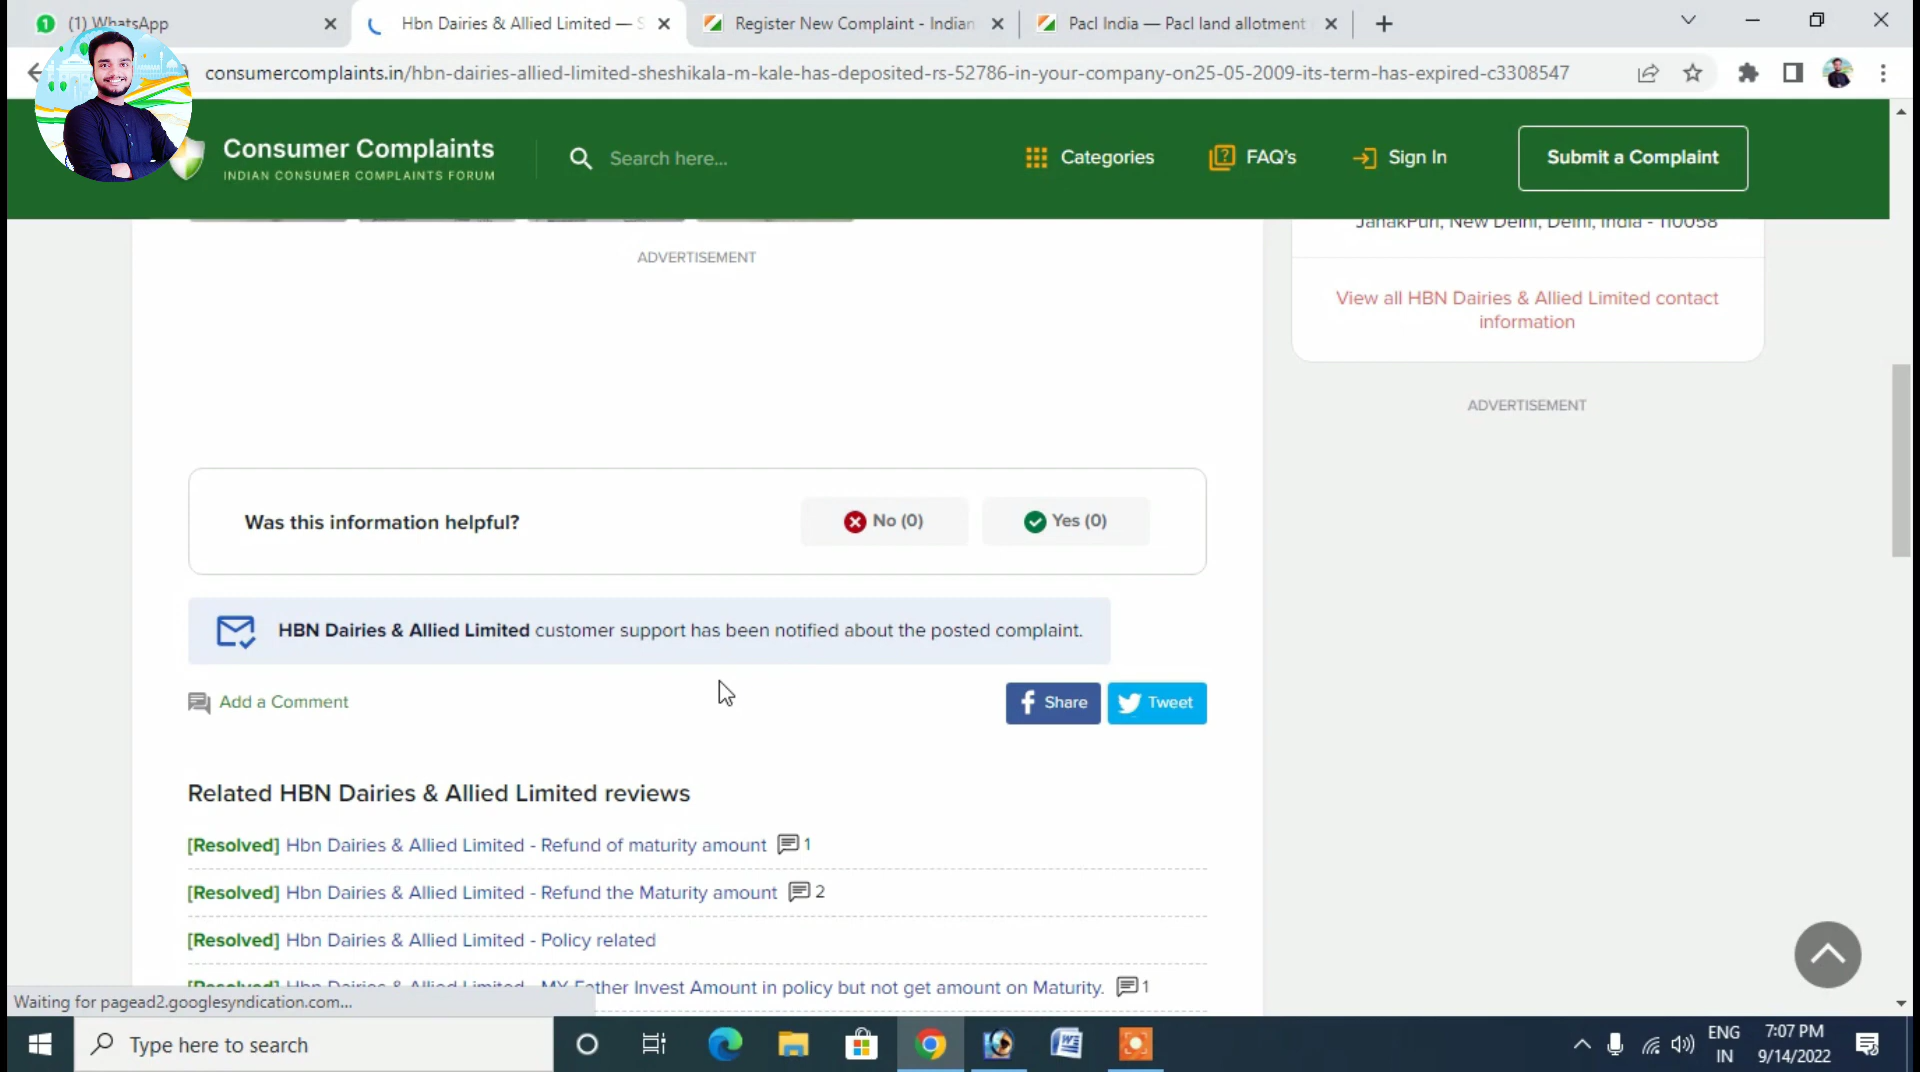 (1) WhatsApp
Hbn Dairies & Allied Limited —
Register New Complaint - Indian
Pacl India — Pacl land allotment
consumercomplaints.in/hbn-dairies-allied-limited-sheshikala-m-kale-has-deposited-rs-52786-in-your-company-on25-05-2009-its-term-has-expired-c3308547
Consumer Complaints
INDIAN CONSUMER COMPLAINTS FORUM
Search here...
Categories
FAQ's
Sign In
Submit a Complaint
JanakPuri, New Delhi, Delhi, India - 110058
ADVERTISEMENT
View all HBN Dairies & Allied Limited contact
information
ADVERTISEMENT
Was this information helpful?
No (0)
Yes (0)
HBN Dairies & Allied Limited customer support has been notified about the posted complaint.
Add a Comment
Share
Tweet
Related HBN Dairies & Allied Limited reviews
[Resolved] Hbn Dairies & Allied Limited - Refund of maturity amount 1
[Resolved] Hbn Dairies & Allied Limited - Refund the Maturity amount 2
[Resolved] Hbn Dairies & Allied Limited - Policy related
[Resolved] Hbn Dairies & Allied Limited - MY Father Invest Amount in policy but not get amount on Maturity. 1
Waiting for pagead2.googlesyndication.com...
Type here to search
ENG
IN
7:07 PM
9/14/2022